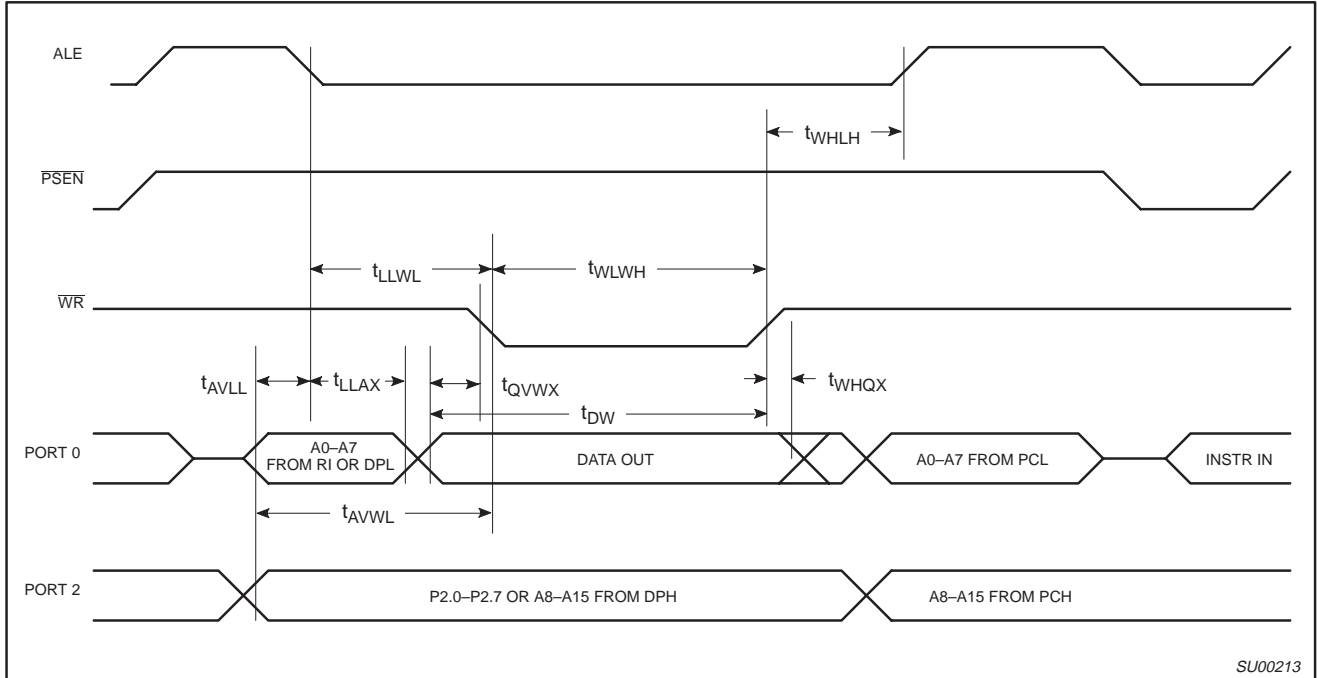 ALE
tWHLH
PSEN
tLLWL
tWLWH
WR
tAVLL
tLLAX
tQVWX
tWHQX
tDW
PORT 0
A0–A7
FROM RI OR DPL
DATA OUT
A0–A7 FROM PCL
INSTR IN
tAVWL
PORT 2
P2.0–P2.7 OR A8–A15 FROM DPH
A8–A15 FROM PCH
SU00213